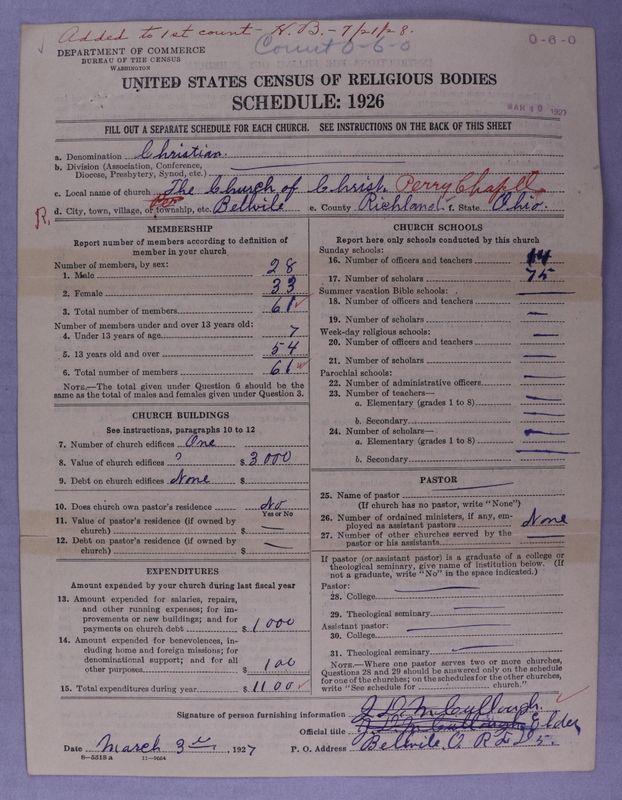 Added to 1st count - H.B. - 7/21/28.
Count 0-6-0
0-6-0
DEPARTMENT OF COMMERCE
BUREAU OF THE CENSUS
WASHINGTON
UNITED STATES CENSUS OF RELIGIOUS BODIES
SCHEDULE: 1926
MAR 10 1927
FILL OUT A SEPARATE SCHEDULE FOR EACH CHURCH. SEE INSTRUCTIONS ON THE BACK OF THIS SHEET
a. Denomination Christian.
b. Division (Association, Conference,
Diocese, Presbytery, Synod, etc.)
c. Local name of church The Church of Christ. Perry Chapell
R. d. City, town, village, or township, etc. Bellvile e. County Richland. f. State Ohio.
MEMBERSHIP
Report number of members according to definition of
member in your church
Number of members, by sex:
1. Male 28
2. Female 33
3. Total number of members 61 ✓
Number of members under and over 13 years old:
4. Under 13 years of age 7
5. 13 years old and over 54
6. Total number of members 61
NOTE.—The total given under Question 6 should be
the same as the total of males and females given under Question 3.
CHURCH BUILDINGS
See instructions, paragraphs 10 to 12
7. Number of church edifices One
8. Value of church edifices ? $ 3000
9. Debt on church edifices None $
10. Does church own pastor's residence No
Yes or No
11. Value of pastor's residence (if owned by
church) $ —
12. Debt on pastor's residence (if owned by
church) $ —
EXPENDITURES
Amount expended by your church during last fiscal year
13. Amount expended for salaries, repairs,
and other running expenses; for im-
provements or new buildings; and for
payments on church debt $ 1000
14. Amount expended for benevolences, in-
cluding home and foreign missions; for
denominational support; and for all
other purposes $ 100
15. Total expenditures during year $ 1100 ✓
CHURCH SCHOOLS
Report here only schools conducted by this church
Sunday schools:
16. Number of officers and teachers 14
17. Number of scholars 75
Summer vacation Bible schools:
18. Number of officers and teachers
19. Number of scholars —
Week-day religious schools:
20. Number of officers and teachers —
21. Number of scholars —
Parochial schools:
22. Number of administrative officers —
23. Number of teachers—
a. Elementary (grades 1 to 8) —
b. Secondary —
24. Number of scholars—
a. Elementary (grades 1 to 8) —
b. Secondary —
PASTOR
25. Name of pastor —
(If church has no pastor, write "None")
26. Number of ordained ministers, if any, em-
ployed as assistant pastors None
27. Number of other churches served by the
pastor or his assistants —
If pastor (or assistant pastor) is a graduate of a college or
theological seminary, give name of institution below. (If
not a graduate, write "No" in the space indicated.)
Pastor:
28. College —
29. Theological seminary —
Assistant pastor:
30. College —
31. Theological seminary —
NOTE.—Where one pastor serves two or more churches,
Questions 28 and 29 should be answered only on the schedule
for one of the churches; on the schedules for the other churches,
write "See schedule for church."
Signature of person furnishing information J. D. McCullough. ✓
Official title J. D. McCullough Elder
Date March 3rd, 1927 P. O. Address Bellvile. O. R F D 5.
8—5318 a 11—9664